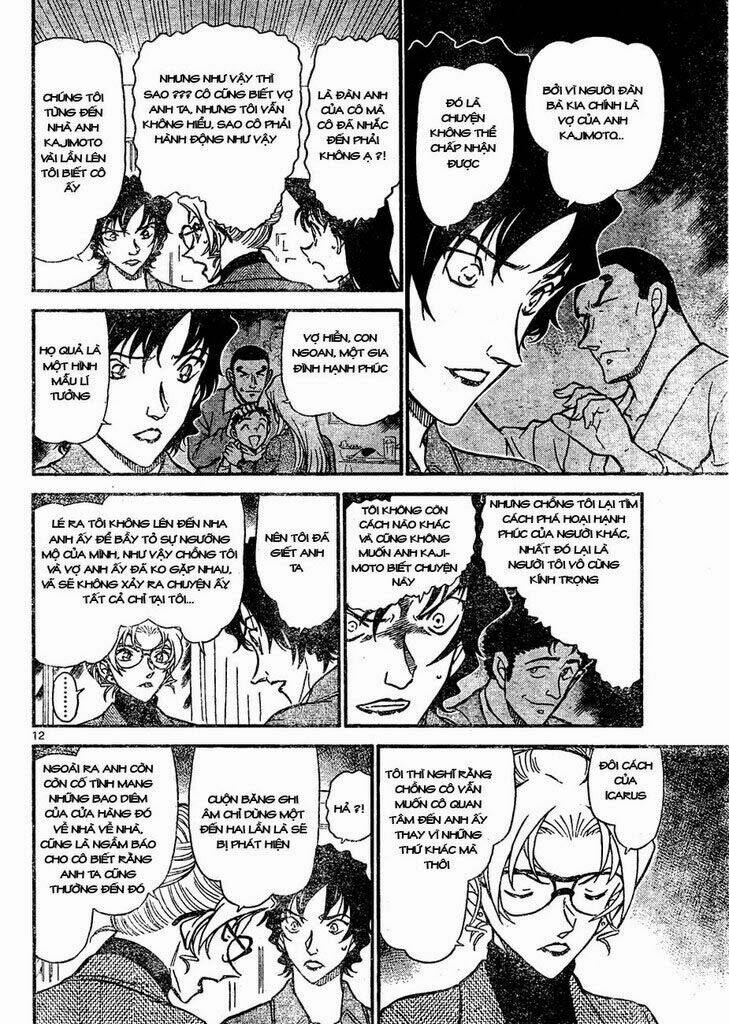 BỞI VÌ NGƯỜI ĐÀN
BÀ KIA CHÍNH LÀ
VỢ CỦA ANH
KAJIMOTO...
ĐÓ LÀ
CHUYỆN
KHÔNG THỂ
CHẤP NHẬN
ĐƯỢC
LÀ ĐÀN ANH
CỦA CÔ MÀ
CÔ ĐÃ NHẮC
ĐẾN PHẢI
KHÔNG Ạ ?!
NHƯNG NHƯ VẬY THÌ
SAO ??? CÔ CŨNG BIẾT VỢ
ANH TA, NHƯNG TÔI VẪN
KHÔNG HIỂU, SAO CÔ PHẢI
HÀNH ĐỘNG NHƯ VẬY
CHÚNG TÔI
TỪNG ĐẾN
NHÀ ANH
KAJIMOTO
VÀI LẦN LÊN
TÔI BIẾT CÔ
ẤY
VỢ HIỀN, CON
NGOAN, MỘT GIA
ĐÌNH HẠNH PHÚC
HỌ QUẢ LÀ
MỘT HÌNH
MẪU LÍ
TƯỞNG
NHƯNG CHỒNG TÔI LẠI TÌM
CÁCH PHÁ HOẠI HẠNH
PHÚC CỦA NGƯỜI KHÁC,
NHẤT ĐÓ LẠI LÀ
NGƯỜI TÔI VÔ CÙNG
KÍNH TRỌNG
TÔI KHÔNG CÒN
CÁCH NÀO KHÁC
VÀ CŨNG KHÔNG
MUỐN ANH KAJI-
MOTO BIẾT CHUYỆN
NÀY
NÊN TÔI ĐÃ
GIẾT ANH
TA
LẼ RA TÔI KHÔNG LÊN ĐẾN NHA
ANH ẤY ĐỂ BẦY TỎ SỰ NGƯỠNG
MỘ CỦA MÌNH, NHƯ VẬY CHỒNG TÔI
VÀ VỢ ANH ẤY ĐÃ KO GẶP NHAU,
VÀ SẼ KHÔNG XẢY RA CHUYỆN ẤY
TẤT CẢ CHỈ TẠI TÔI...
........
12
ĐÔI CÁCH
CỦA
ICARUS
TÔI THÌ NGHĨ RẰNG
CHỒNG CÔ VẪN
MUỐN CÔ QUAN
TÂM ĐẾN ANH ẤY
THAY VÌ NHỮNG
THỨ KHÁC MÀ
THÔI
HẢ ?!
CUỘN BĂNG GHI
ÂM CHỈ DÙNG MỘT
ĐẾN HAI LẦN LÀ SẼ
BỊ PHÁT HIỆN
NGOÀI RA ANH CÒN
CÒN CỐ TÌNH MANG
NHỮNG BAO DIÊM
CỦA CỬA HÀNG ĐÓ
VỀ NHÀ VỀ NHÀ,
CŨNG LÀ NGẦM BÁO
CHO CÔ BIẾT RẰNG
ANH TA CŨNG
THƯỜNG ĐẾN ĐÓ